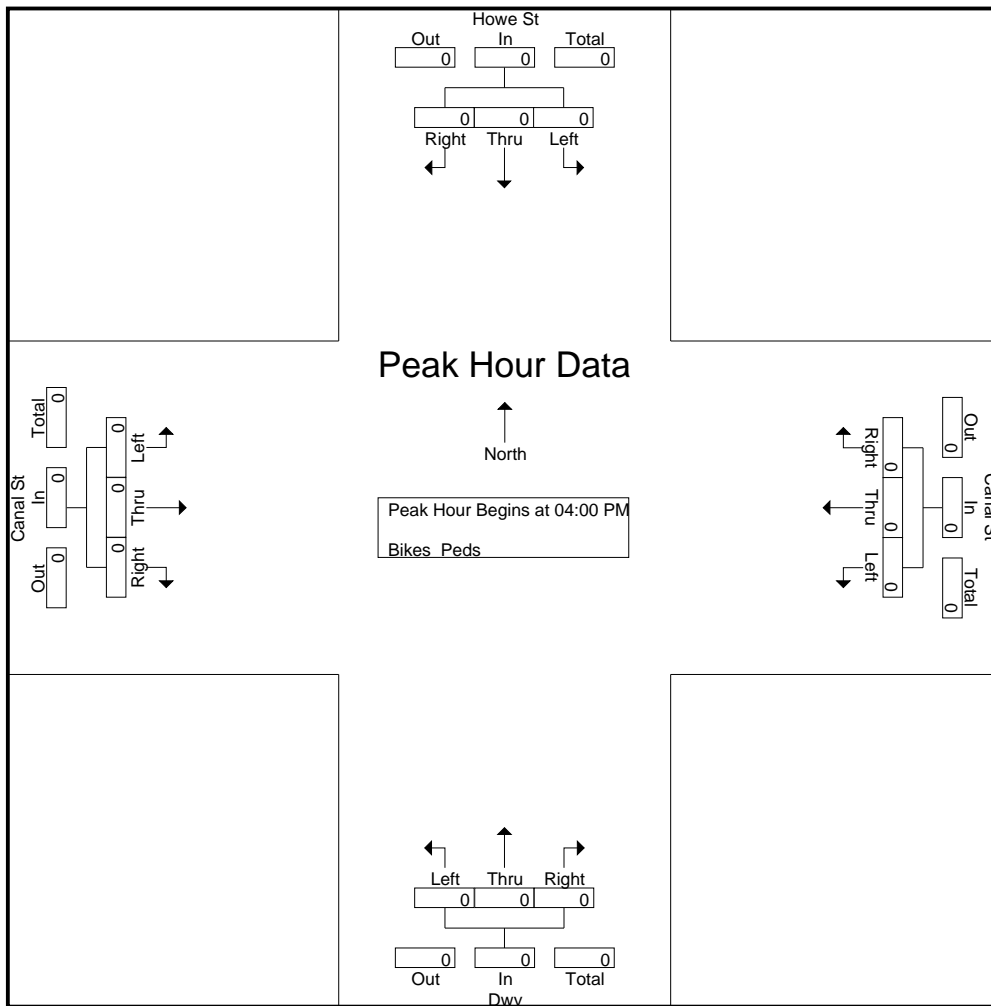 Howe St
Out In Total
0 0 0
0 0 0
Right Thru Left
Peak Hour Data
North
Peak Hour Begins at 04:00 PM
Bikes Peds
Canal St
Total In Out
0 0 0
0 0 0
Left Thru Right
Right Thru Left
0 0 0
0 0 0
Out In Total
Canal St
Left Thru Right
0 0 0
0 0 0
Out In Total
Dwy